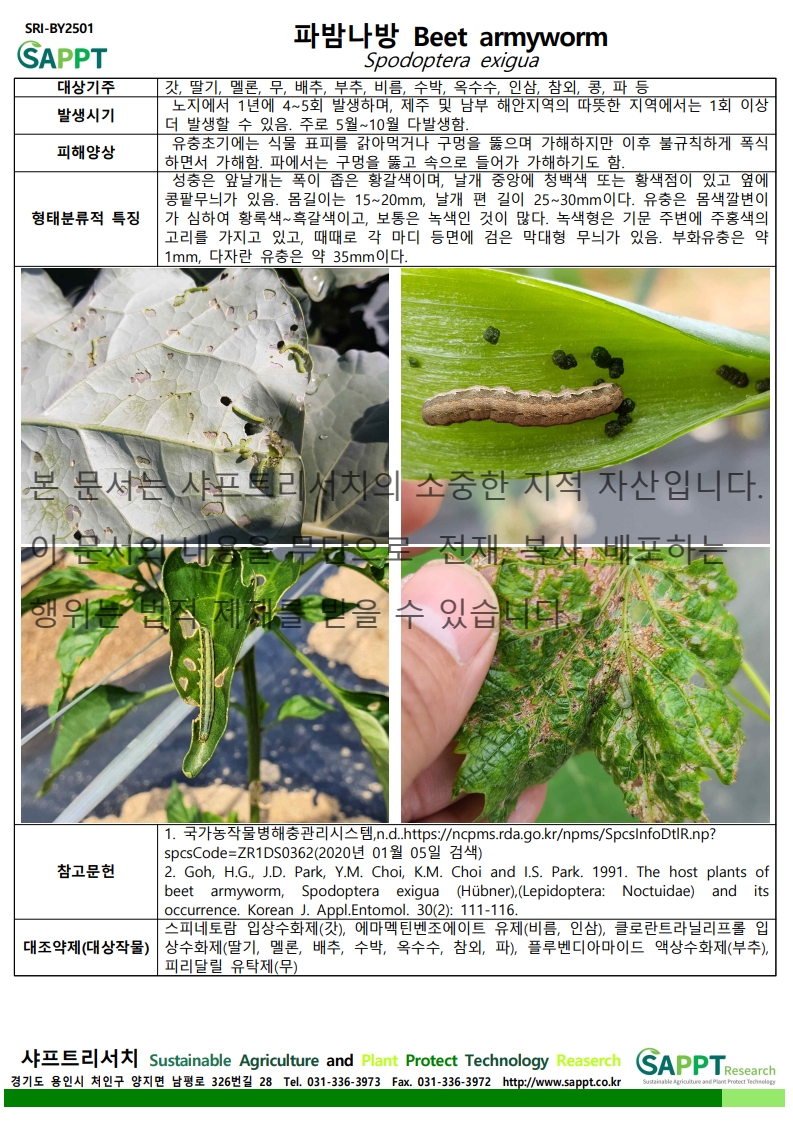 SRI-BY2501
SAPPT
파밤나방 Beet armyworm
Spodoptera exigua
대상기주
갓, 딸기, 멜론, 무, 배추, 부추, 비름, 수박, 옥수수, 인삼, 참외, 콩, 파 등
발생시기
노지에서 1년에 4~5회 발생하며, 제주 및 남부 해안지역의 따뜻한 지역에서는 1회 이상
더 발생할 수 있음. 주로 5월~10월 다발생함.
피해양상
유충초기에는 식물 표피를 갉아먹거나 구멍을 뚫으며 가해하지만 이후 불규칙하게 폭식
하면서 가해함. 파에서는 구멍을 뚫고 속으로 들어가 가해하기도 함.
형태분류적 특징
성충은 앞날개는 폭이 좁은 황갈색이며, 날개 중앙에 청백색 또는 황색점이 있고 옆에
콩팥무늬가 있음. 몸길이는 15~20mm, 날개 편 길이 25~30mm이다. 유충은 몸색깔변이
가 심하여 황록색~흑갈색이고, 보통은 녹색인 것이 많다. 녹색형은 기문 주변에 주홍색의
고리를 가지고 있고, 때때로 각 마디 등면에 검은 막대형 무늬가 있음. 부화유충은 약
1mm, 다자란 유충은 약 35mm이다.
본 문서는 샤프트리서치의 소중한 지적 자산입니다.
이 문서의 내용을 무단으로 전재, 복사, 배포하는
행위는 법적 제재를 받을 수 있습니다.
참고문헌
1. 국가농작물병해충관리시스템,n.d..https://ncpms.rda.go.kr/npms/SpcsInfoDtlR.np?
spcsCode=ZR1DS0362(2020년 01월 05일 검색)
2. Goh, H.G., J.D. Park, Y.M. Choi, K.M. Choi and I.S. Park. 1991. The host plants of
beet armyworm, Spodoptera exigua (Hübner),(Lepidoptera: Noctuidae) and its
occurrence. Korean J. Appl.Entomol. 30(2): 111-116.
대조약제(대상작물)
스피네토람 입상수화제(갓), 에마멕틴벤조에이트 유제(비름, 인삼), 클로란트라닐리프롤 입
상수화제(딸기, 멜론, 배추, 수박, 옥수수, 참외, 파), 플루벤디아마이드 액상수화제(부추),
피리달릴 유탁제(무)
샤프트리서치 Sustainable Agriculture and Plant Protect Technology Reaserch
경기도 용인시 처인구 양지면 남평로 326번길 28 Tel. 031-336-3973 Fax. 031-336-3972 http://www.sappt.co.kr
SAPPT Research
Sustainable Agriculture and Plant Protect Technology